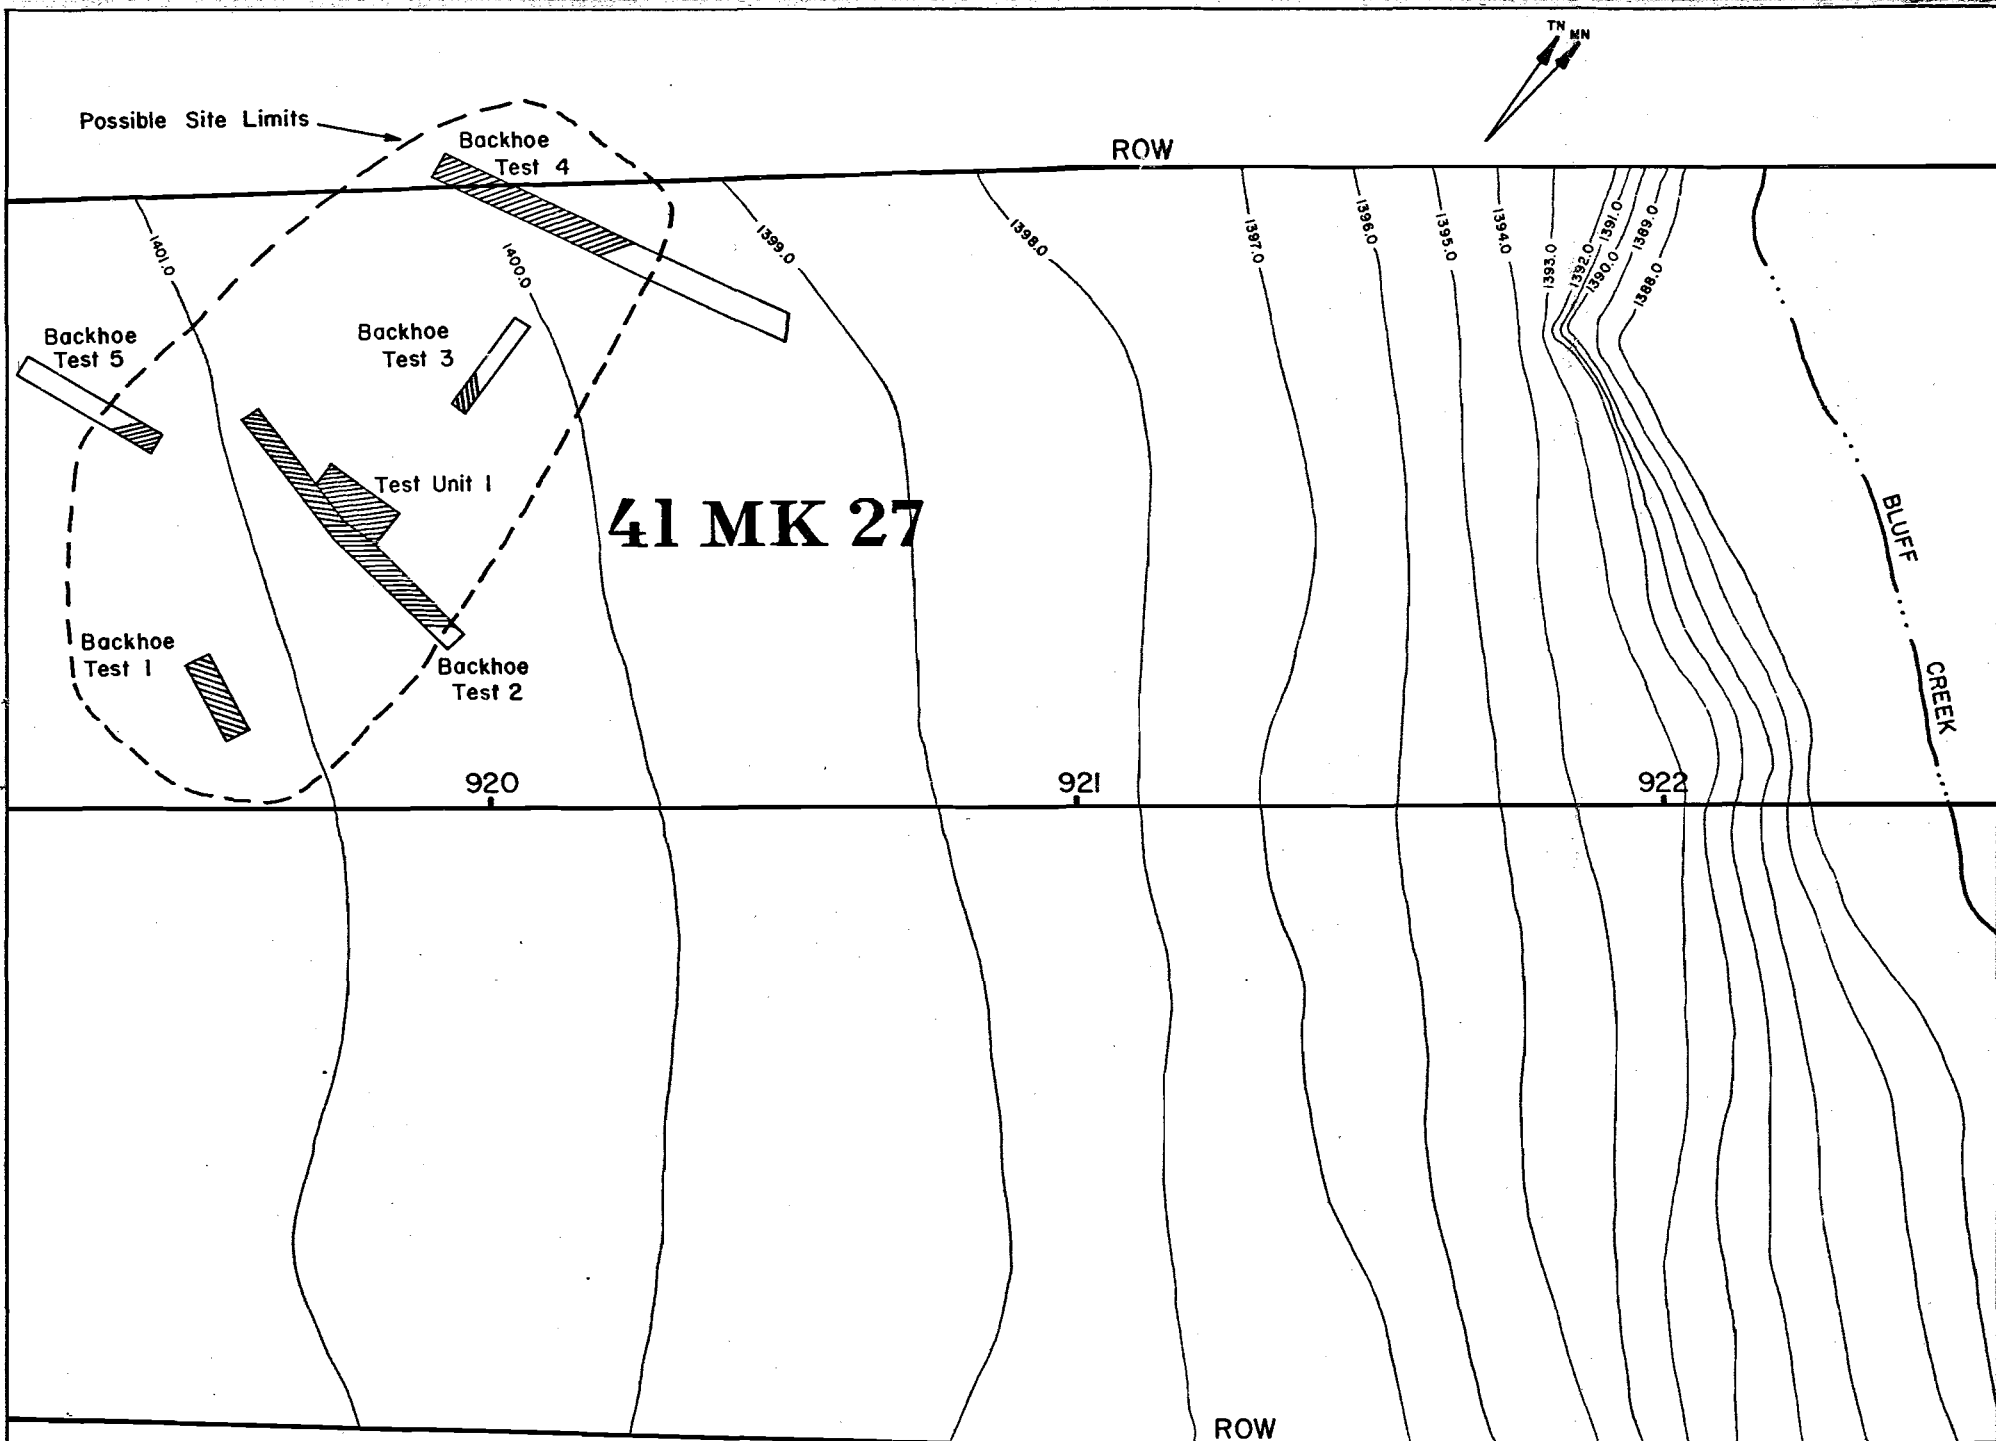 TN MN
Possible Site Limits
Backhoe
Test 4
ROW
1401.0
1400.0
1399.0
1398.0
1397.0
1396.0
1395.0
1394.0
1393.0
1392.0
1391.0
1390.0
1389.0
1388.0
Backhoe
Test 5
Backhoe
Test 3
Test Unit 1
41 MK 27
BLUFF
CREEK
Backhoe
Test 1
Backhoe
Test 2
920
921
922
ROW